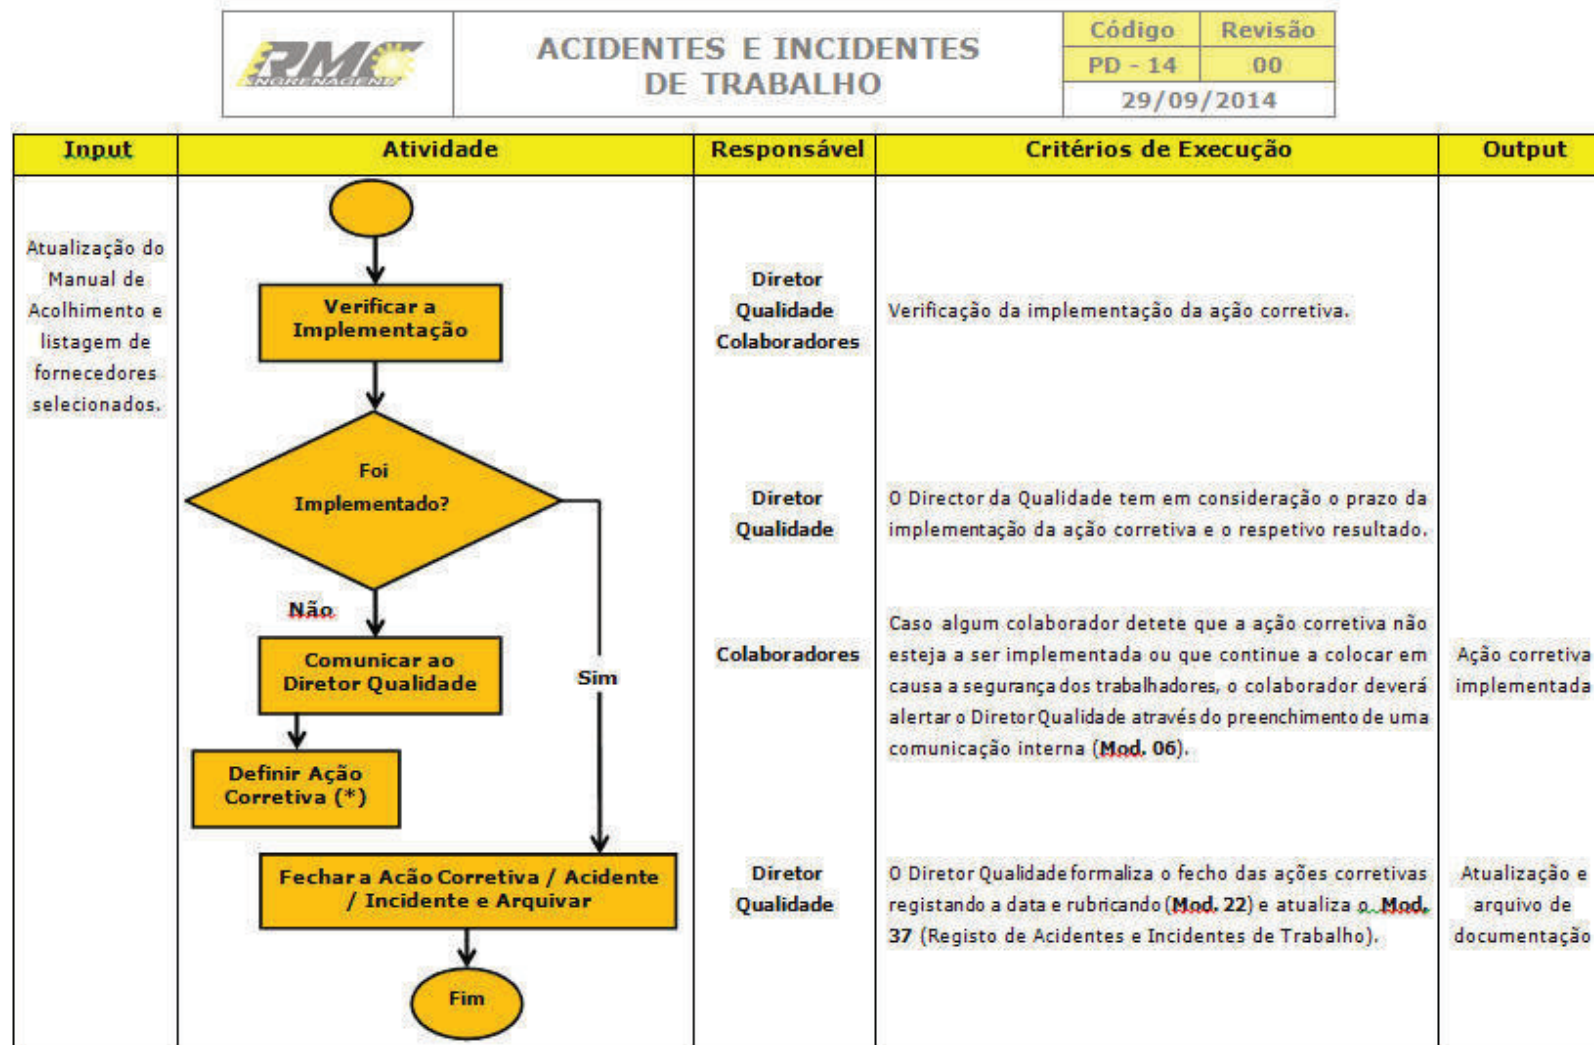 RMC
ENGRENAGENS
ACIDENTES E INCIDENTES
DE TRABALHO
Código Revisão
PD - 14 00
29/09/2014
Input Atividade Responsável Critérios de Execução Output
Atualização do
Manual de
Acolhimento e
listagem de
fornecedores
selecionados.
Verificar a
Implementação
Diretor
Qualidade
Colaboradores
Verificação da implementação da ação corretiva.
Foi
Implementado?
Diretor
Qualidade
O Director da Qualidade tem em consideração o prazo da
implementação da ação corretiva e o respetivo resultado.
Não
Sim
Comunicar ao
Diretor Qualidade
Colaboradores
Caso algum colaborador detete que a ação corretiva não
esteja a ser implementada ou que continue a colocar em
causa a segurança dos trabalhadores, o colaborador deverá
alertar o Diretor Qualidade através do preenchimento de uma
comunicação interna (Mod. 06).
Ação corretiva
implementada
Definir Ação
Corretiva (*)
Fechar a Acão Corretiva / Acidente
/ Incidente e Arquivar
Diretor
Qualidade
O Diretor Qualidade formaliza o fecho das ações corretivas
registando a data e rubricando (Mod. 22) e atualiza o Mod.
37 (Registo de Acidentes e Incidentes de Trabalho).
Atualização e
arquivo de
documentação
Fim